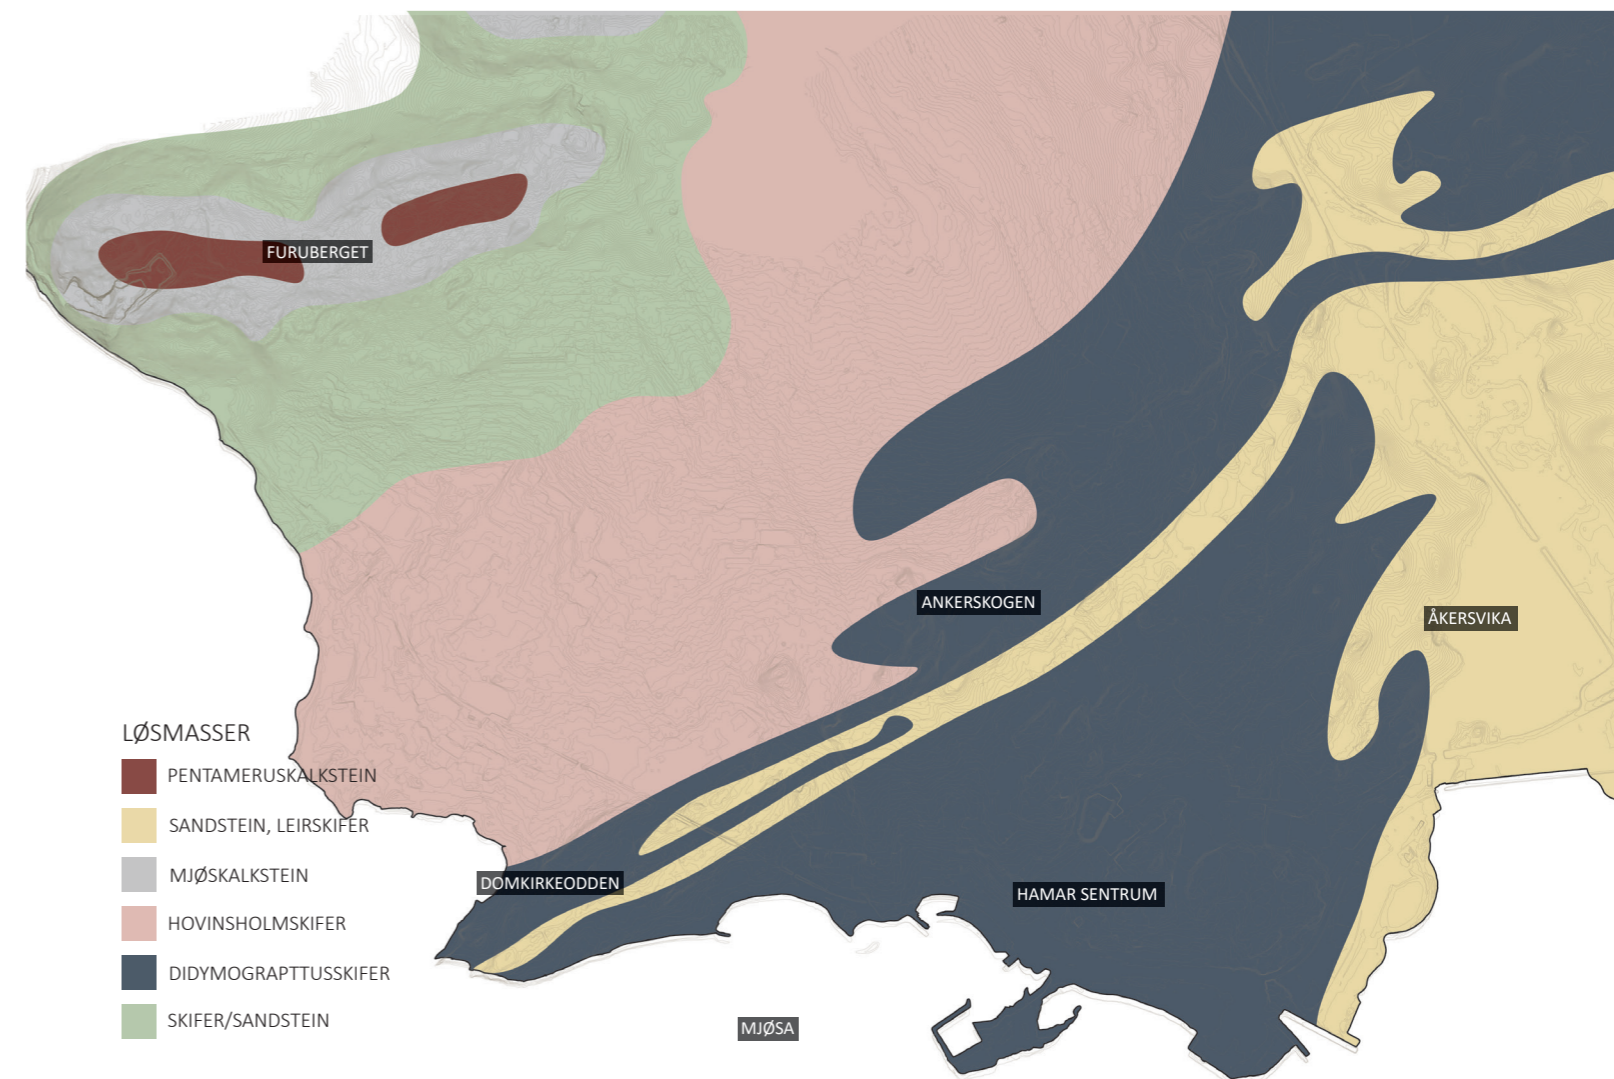 FURUBERGET
ANKERSKOGEN
ÅKERSVIKA
LØSMASSER
PENTAMERUSKALKSTEIN
SANDSTEIN, LEIRSKIFER
MJØSKALKSTEIN
HOVINSHOLMSKIFER
DIDYMOGRAPTTUSSKIFER
SKIFER/SANDSTEIN
DOMKIRKEODDEN
HAMAR SENTRUM
MJØSA